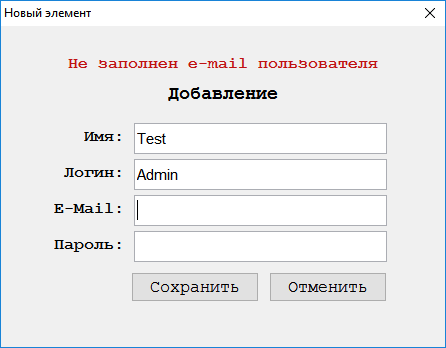 Новый элемент
Не заполнен e-mail пользователя
Добавление
Имя: Test
Логин: Admin
E-Mail:
Пароль:
Сохранить Отменить